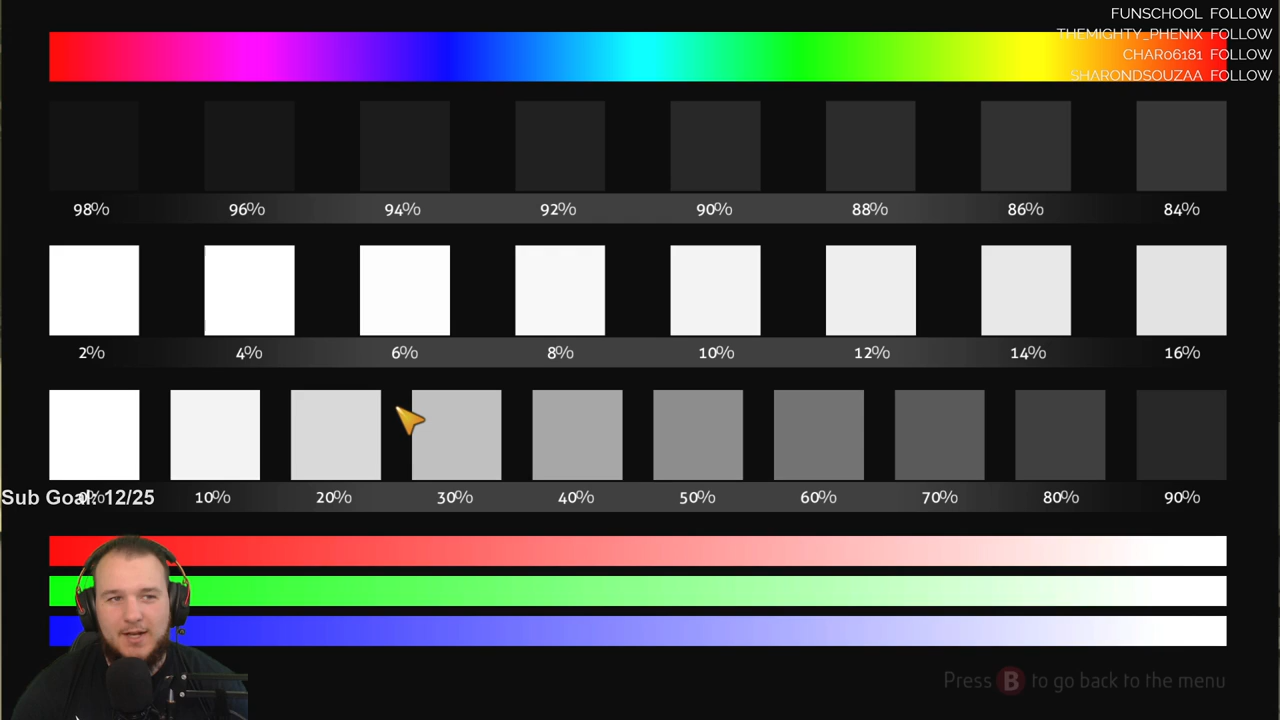 FUNSCHOOL FOLLOW
THEMIGHTY_PHENIX FOLLOW
CHAR06181 FOLLOW
SHARONDSOUZAA FOLLOW
98% 96% 94% 92% 90% 88% 86% 84%
2% 4% 6% 8% 10% 12% 14% 16%
Sub Goal: 12/25 0% 10% 20% 30% 40% 50% 60% 70% 80% 90%
Press B to go back to the menu